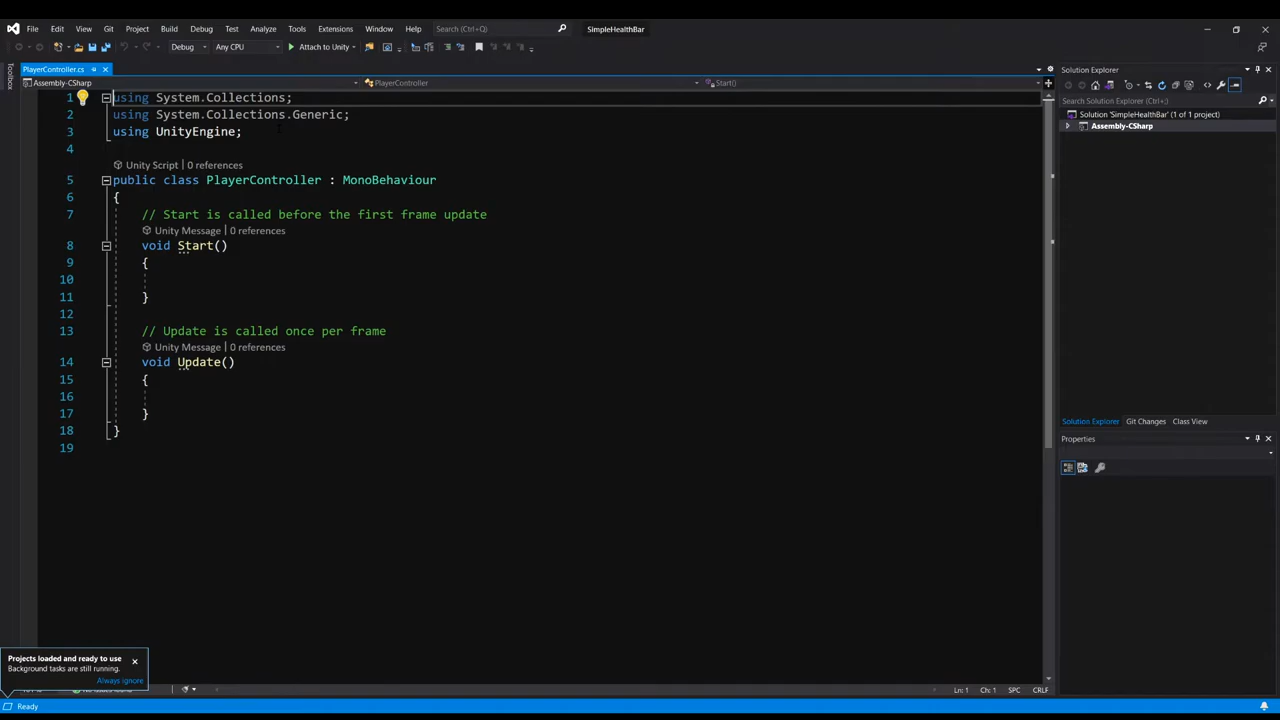 File Edit View Git Project Build Debug Test Analyze Tools Extensions Window Help Search (Ctrl+Q) SimpleHealthBar
Debug Any CPU Attach to Unity
Toolbox
PlayerController.cs
Assembly-CSharp PlayerController Start()
1 using System.Collections;
2 using System.Collections.Generic;
3 using UnityEngine;
4
Unity Script | 0 references
5 public class PlayerController : MonoBehaviour
6 {
7 // Start is called before the first frame update
Unity Message | 0 references
8 void Start()
9 {
10
11 }
12
13 // Update is called once per frame
Unity Message | 0 references
14 void Update()
15 {
16
17 }
18 }
19
Solution Explorer
Search Solution Explorer (Ctrl+;)
Solution 'SimpleHealthBar' (1 of 1 project)
Assembly-CSharp
Solution Explorer Git Changes Class View
Properties
Projects loaded and ready to use
Background tasks are still running.
Always ignore
Ln: 1 Ch: 1 SPC CRLF
Ready